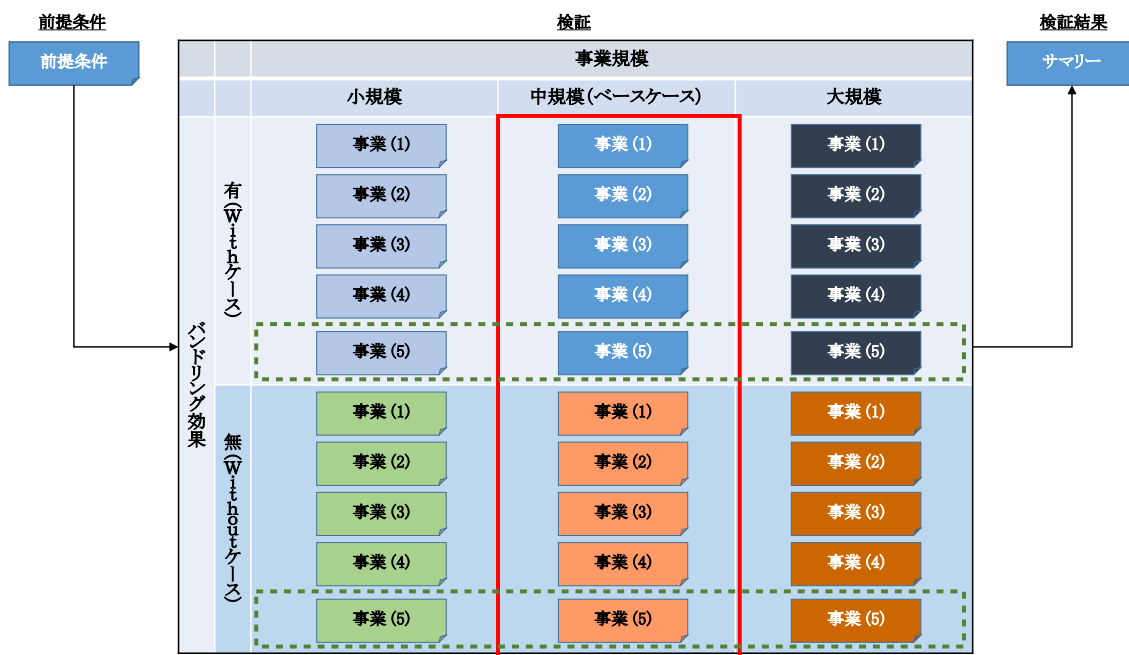 前提条件
検証
検証結果
前提条件
サマリー
事業規模
小規模
中規模(ベースケース)
大規模
バンドリング効果
有(Withケース)
事業(1)
事業(1)
事業(1)
事業(2)
事業(2)
事業(2)
事業(3)
事業(3)
事業(3)
事業(4)
事業(4)
事業(4)
事業(5)
事業(5)
事業(5)
無(Withoutケース)
事業(1)
事業(1)
事業(1)
事業(2)
事業(2)
事業(2)
事業(3)
事業(3)
事業(3)
事業(4)
事業(4)
事業(4)
事業(5)
事業(5)
事業(5)